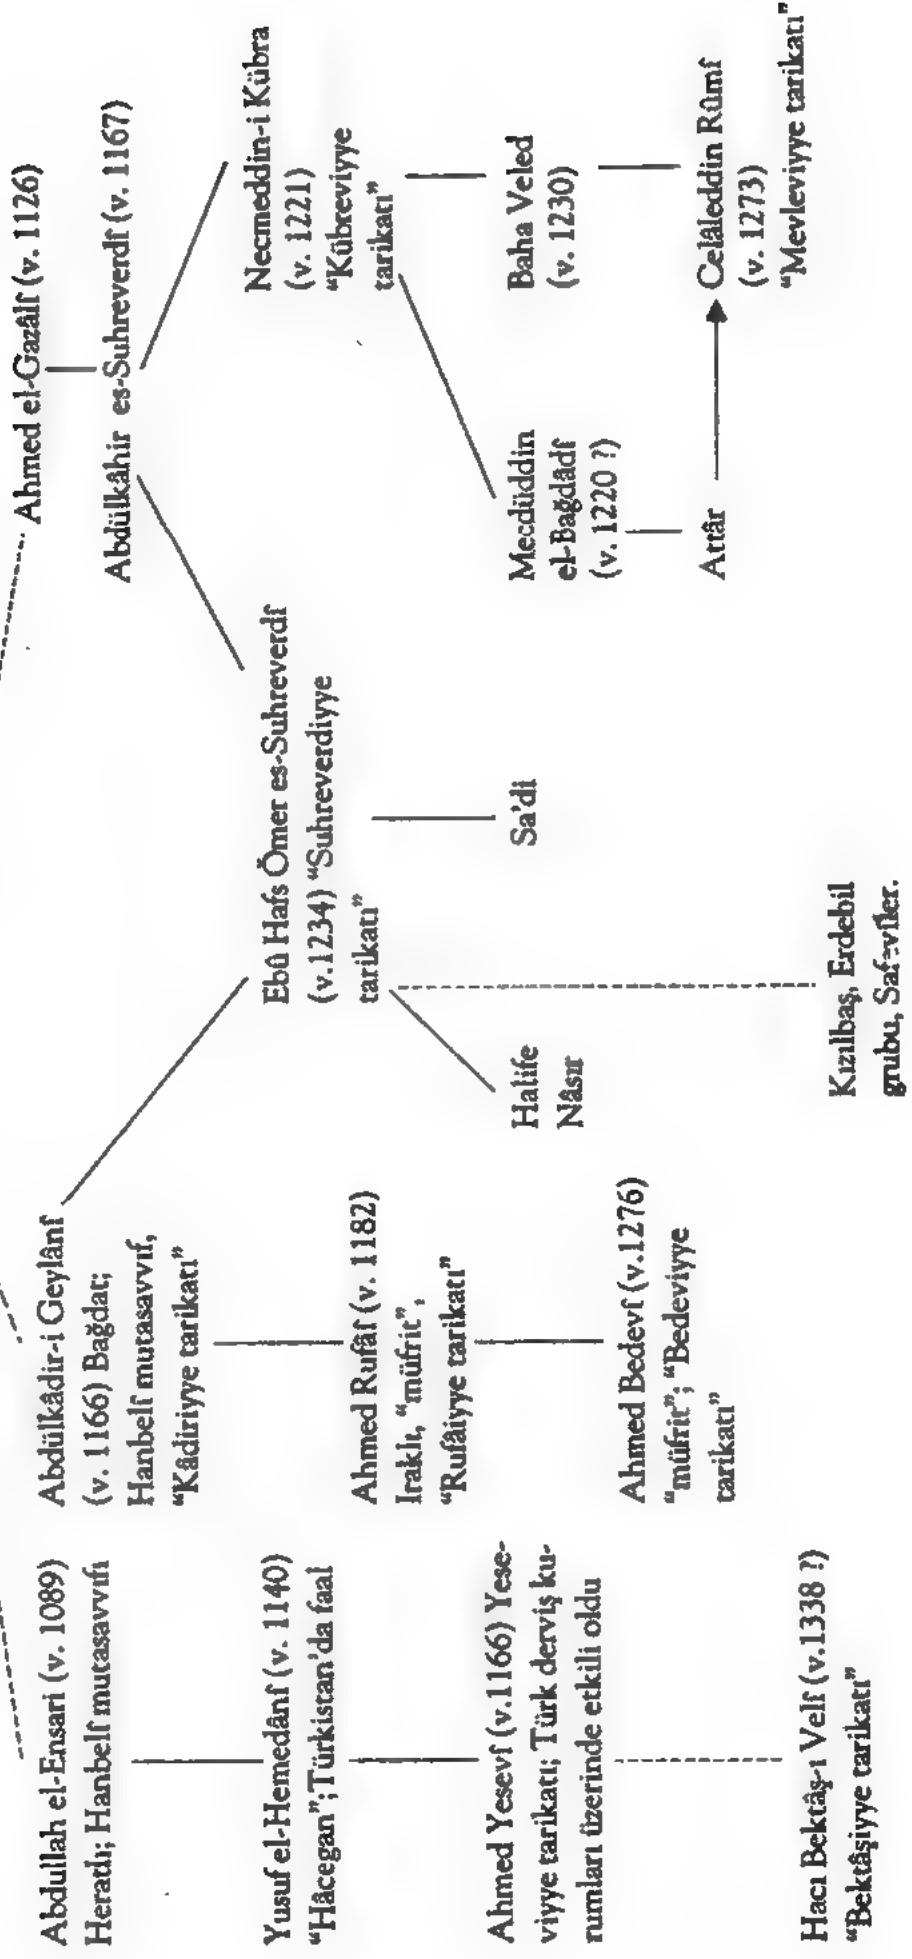 Abdullah el-Ensari (v. 1089)
Heratlı; Hanbelî mutasavvıfı
Yusuf el-Hemedânî (v. 1140)
“Hâcegan”;Türkistan’da faal
Ahmed Yesevî (v.1166) Yese-
viyye tarikatı; Türk derviş ku-
rumları üzerinde etkili oldu
Hacı Bektâş-ı Velî (v.1338 ?)
“Bektâşiyye tarikatı”
Abdülkâdir-i Geylânî
(v. 1166) Bağdat;
Hanbelî mutasavvıf,
“Kâdiriyye tarikatı”
Ahmed Rufâî (v. 1182)
Iraklı, “müfrit”,
“Rufâiyye tarikatı”
Ahmed Bedevî (v.1276)
“müfrit”; “Bedeviyye
tarikatı”
Ahmed el-Gazâlî (v. 1126)
Abdülkâhir es-Suhreverdî (v. 1167)
Ebû Hafs Ömer es-Suhreverdî
(v.1234) “Suhreverdiyye
tarikatı”
Halife
Nâsır
Sa’di
Kızılbaş, Erdebil
grubu, Safevîler.
Necmeddin-i Kübra
(v. 1221)
“Kübreviyye
tarikatı”
Mecdüddin
el-Bağdâdî
(v. 1220 ?)
Attâr
Baha Veled
(v. 1230)
Celâleddin Rûmî
(v. 1273)
“Mevleviyye tarikatı”